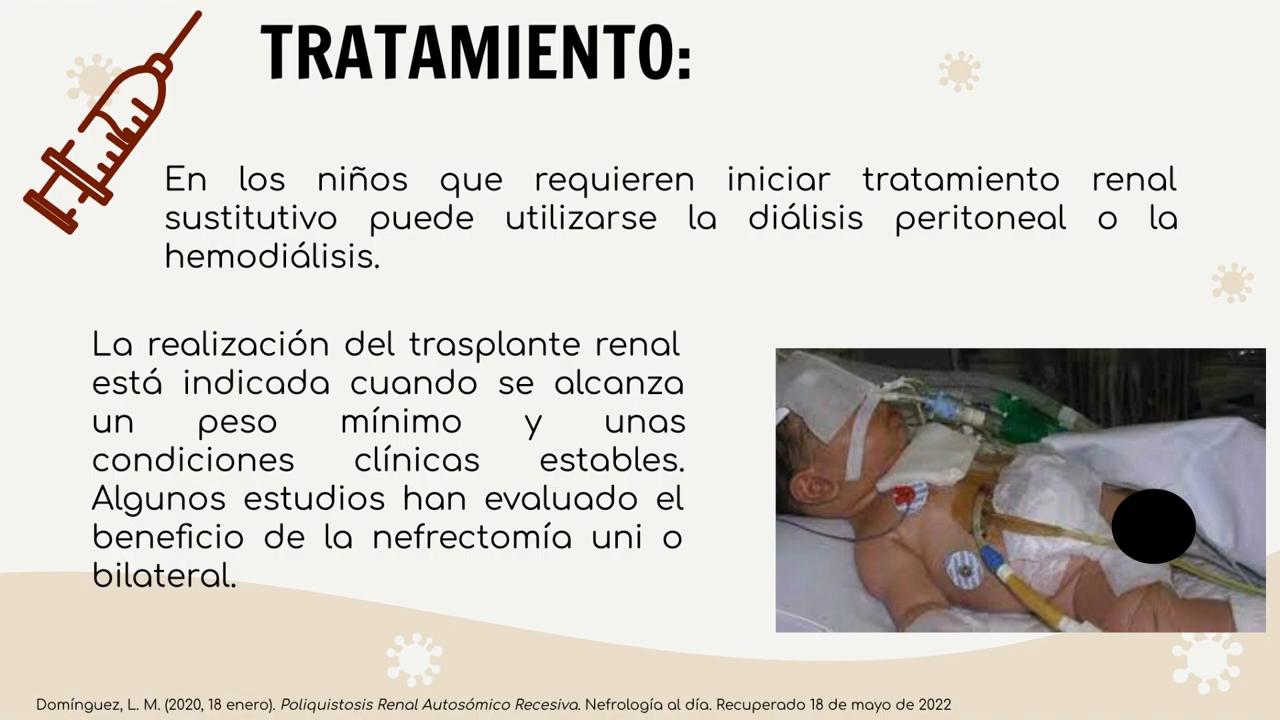 TRATAMIENTO:
En los niños que requieren iniciar tratamiento renal
sustitutivo puede utilizarse la diálisis peritoneal o la
hemodiálisis.
La realización del trasplante renal
está indicada cuando se alcanza
un peso mínimo y unas
condiciones clínicas estables.
Algunos estudios han evaluado el
beneficio de la nefrectomía uni o
bilateral.
Domínguez, L. M. (2020, 18 enero). Poliquistosis Renal Autosómico Recesiva. Nefrología al día. Recuperado 18 de mayo de 2022